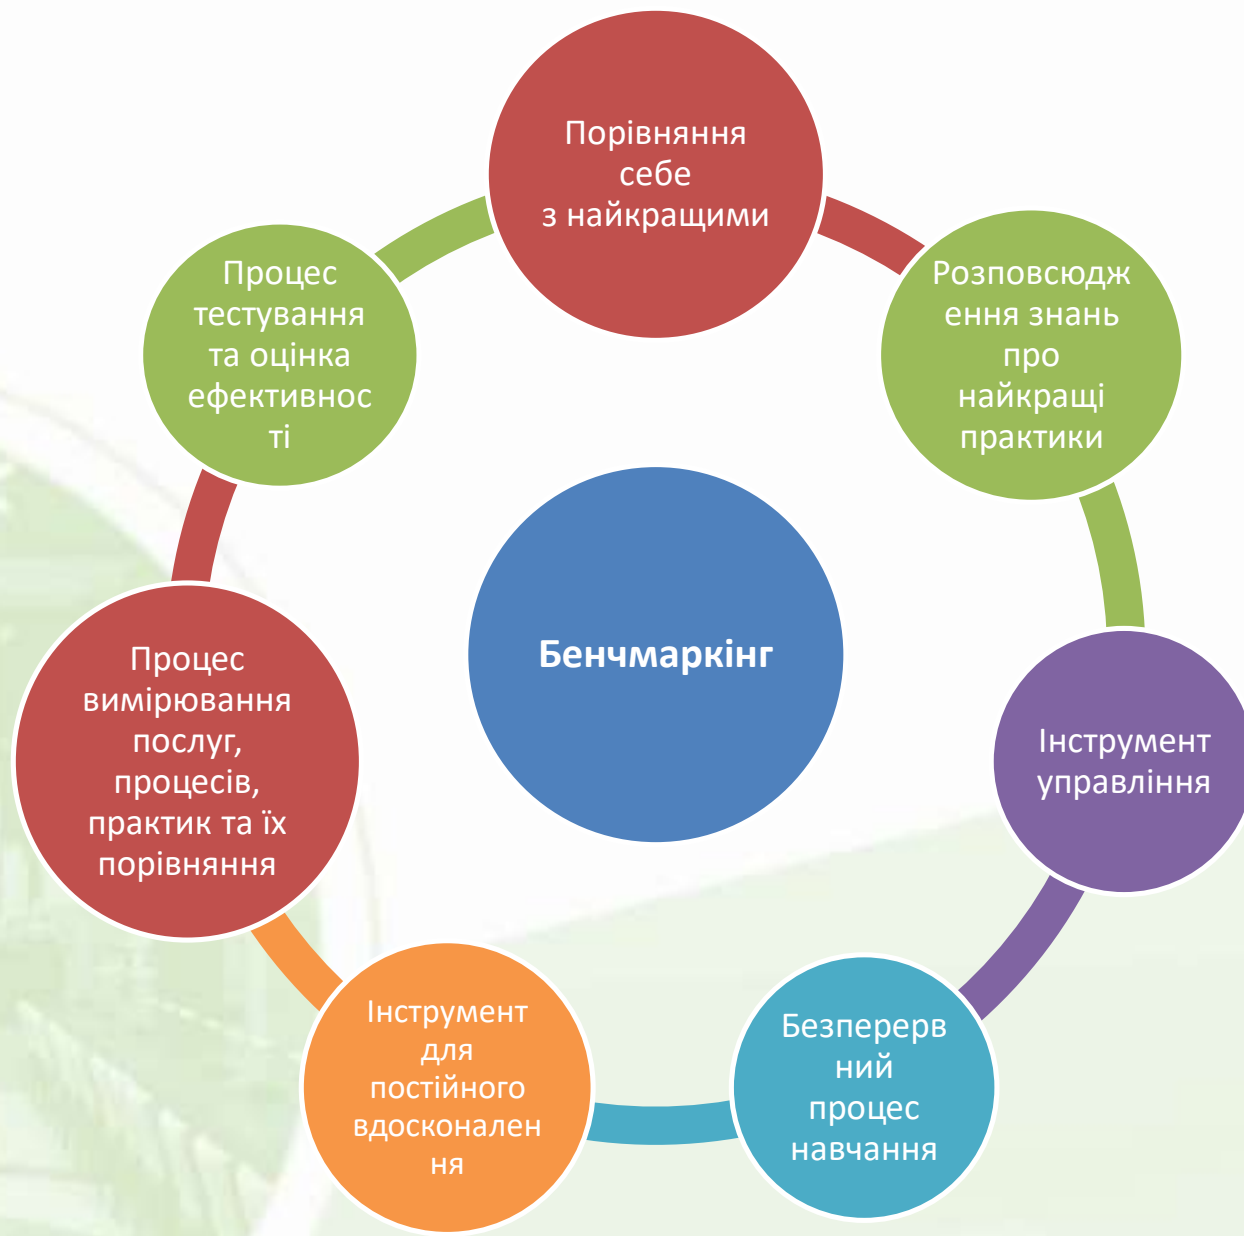 Порівняння
себе
з найкращими
Розповсюдж
ення знань
про
найкращі
практики
Інструмент
управління
Безперерв
ний
процес
навчання
Інструмент
для
постійного
вдосконален
ня
Процес
вимірювання
послуг,
процесів,
практик та їх
порівняння
Процес
тестування
та оцінка
ефективнос
ті
Бенчмаркінг